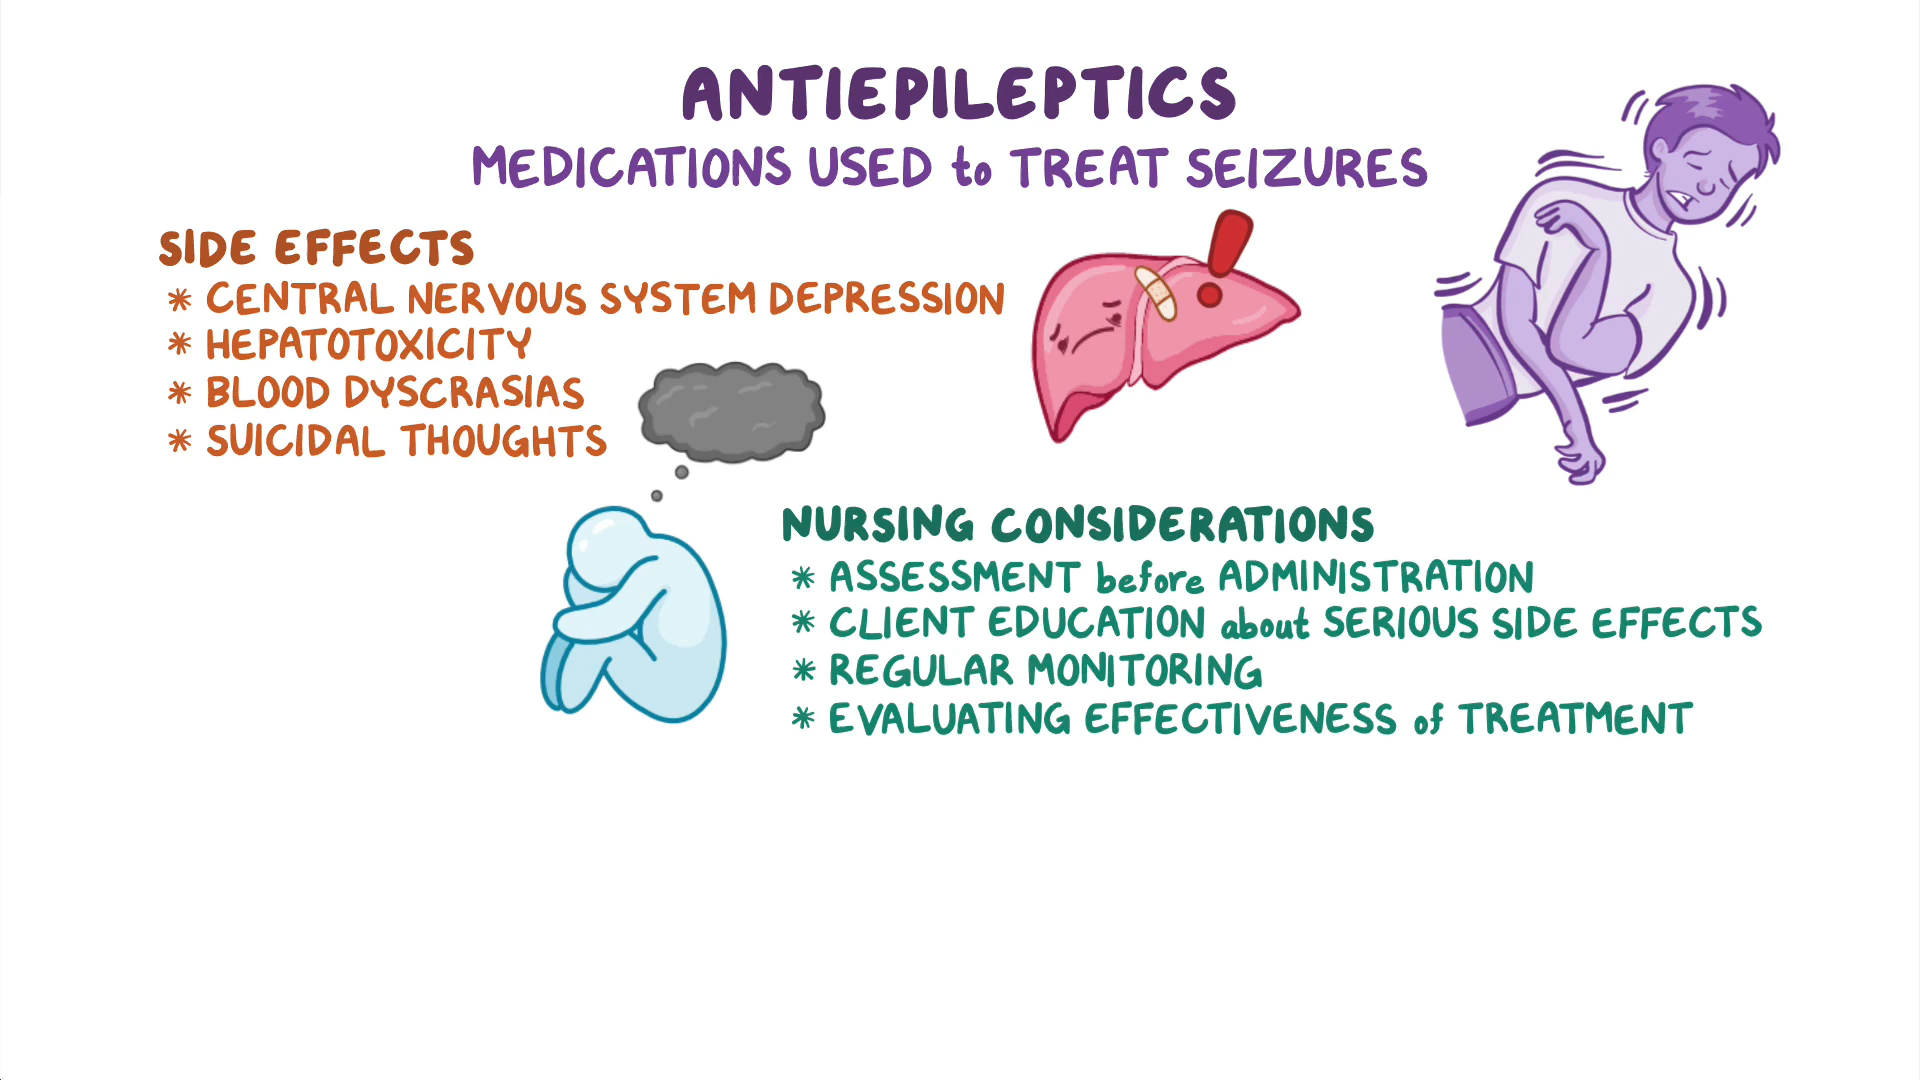 ANTIEPILEPTICS
MEDICATIONS USED to TREAT SEIZURES
SIDE EFFECTS
* CENTRAL NERVOUS SYSTEM DEPRESSION
* HEPATOTOXICITY
* BLOOD DYSCRASIAS
* SUICIDAL THOUGHTS
NURSING CONSIDERATIONS
* ASSESSMENT before ADMINISTRATION
* CLIENT EDUCATION about SERIOUS SIDE EFFECTS
* REGULAR MONITORING
* EVALUATING EFFECTIVENESS of TREATMENT